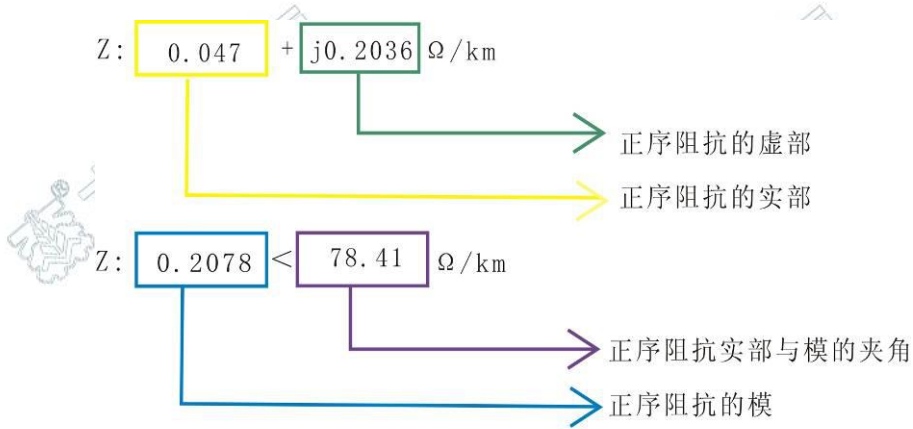 Z: 0.047 + j0.2036 Ω/km
正序阻抗的虚部
正序阻抗的实部
Z: 0.2078 < 78.41 Ω/km
正序阻抗实部与模的夹角
正序阻抗的模